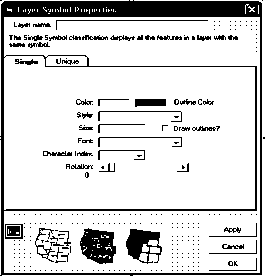 Layer Symbol Properties
Layer name:
The Single Symbol classification displays all the features in a layer with the
same symbol.
Single Unique
Color: Outline Color
Style:
Size: Draw outlines?
Font:
Character Index:
Rotation:
0
Apply
Cancel
OK